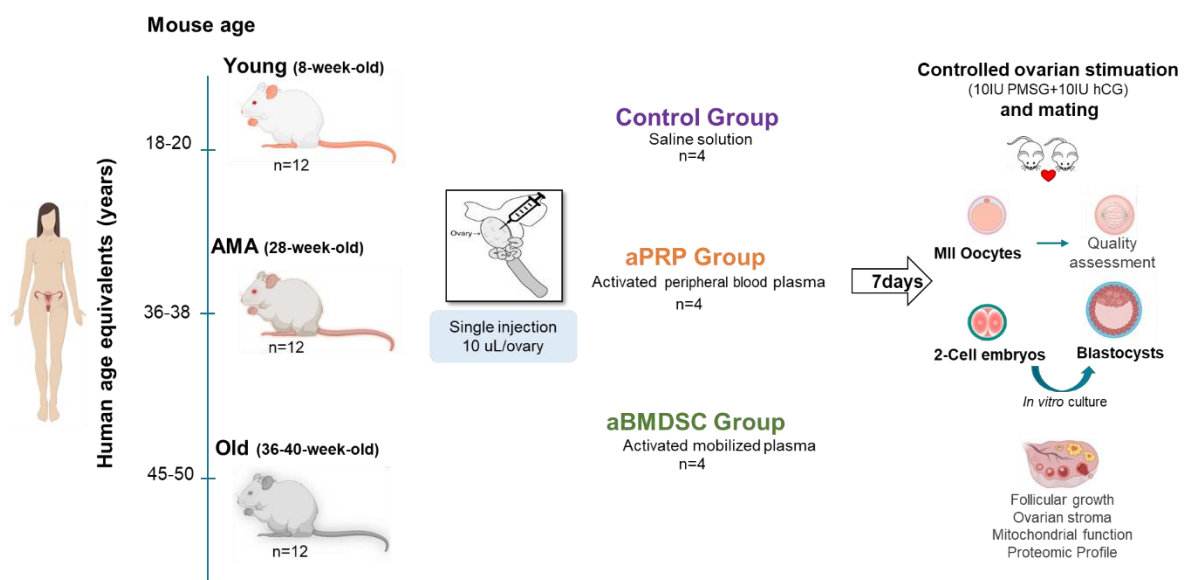 Mouse age
Human age equivalents (years)
Young (8-week-old)
18-20
n=12
AMA (28-week-old)
36-38
n=12
Old (36-40-week-old)
45-50
n=12
Ovary
Single injection
10 uL/ovary
Control Group
Saline solution
n=4
aPRP Group
Activated peripheral blood plasma
n=4
aBMDSC Group
Activated mobilized plasma
n=4
7days
Controlled ovarian stimuation
(10IU PMSG+10IU hCG)
and mating
MII Oocytes
Quality
assessment
2-Cell embryos
Blastocysts
In vitro culture
Follicular growth
Ovarian stroma
Mitochondrial function
Proteomic Profile